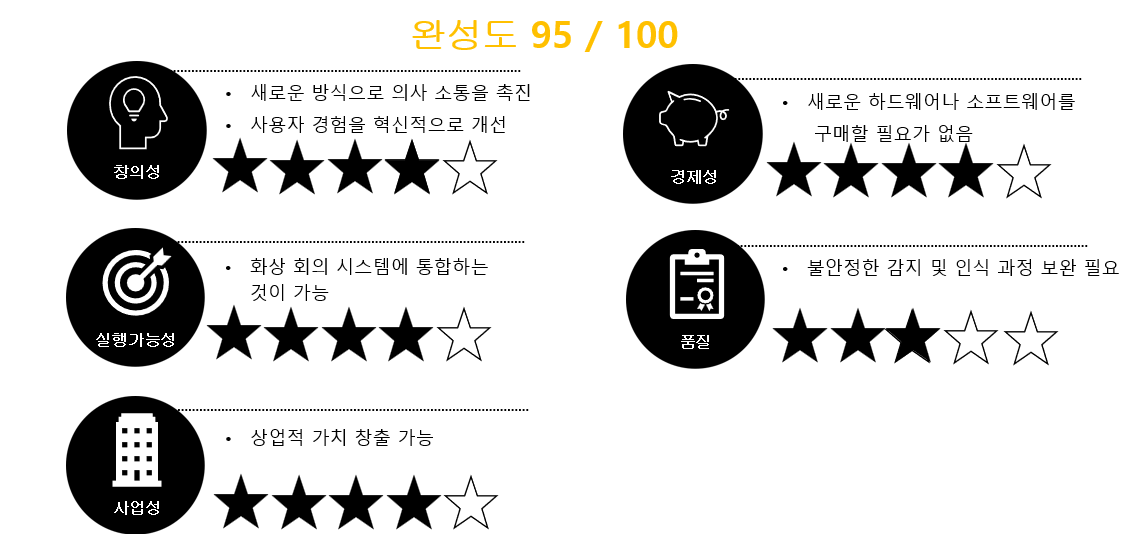 완성도 95 / 100
• 새로운 방식으로 의사 소통을 촉진
• 사용자 경험을 혁신적으로 개선
창의성
• 새로운 하드웨어나 소프트웨어를
구매할 필요가 없음
경제성
• 화상 회의 시스템에 통합하는
것이 가능
실행가능성
• 불안정한 감지 및 인식 과정 보완 필요
품질
• 상업적 가치 창출 가능
사업성